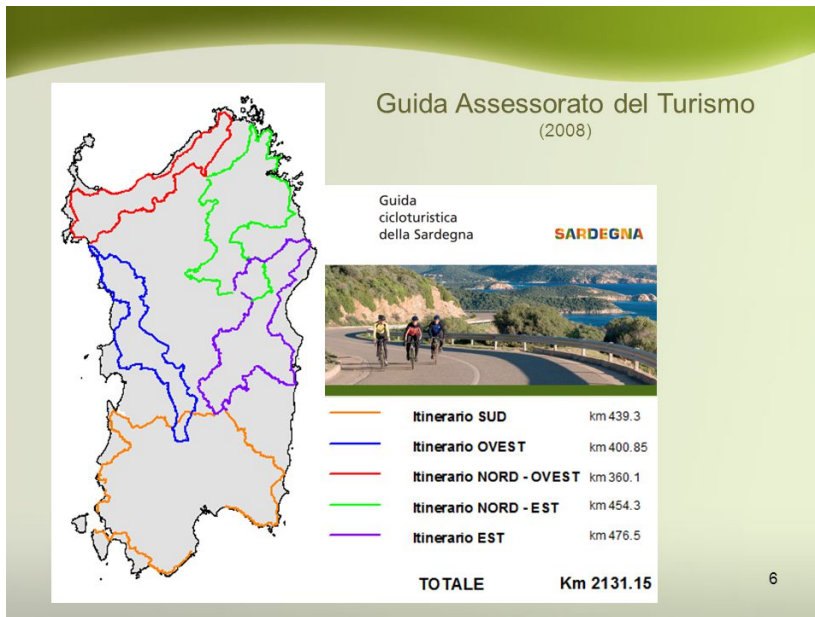 Guida Assessorato del Turismo
(2008)
Guida
cicloturistica
della Sardegna
SARDEGNA
Itinerario SUD km 439.3
Itinerario OVEST km 400.85
Itinerario NORD - OVEST km 360.1
Itinerario NORD - EST km 454.3
Itinerario EST km 476.5
TOTALE Km 2131.15
6